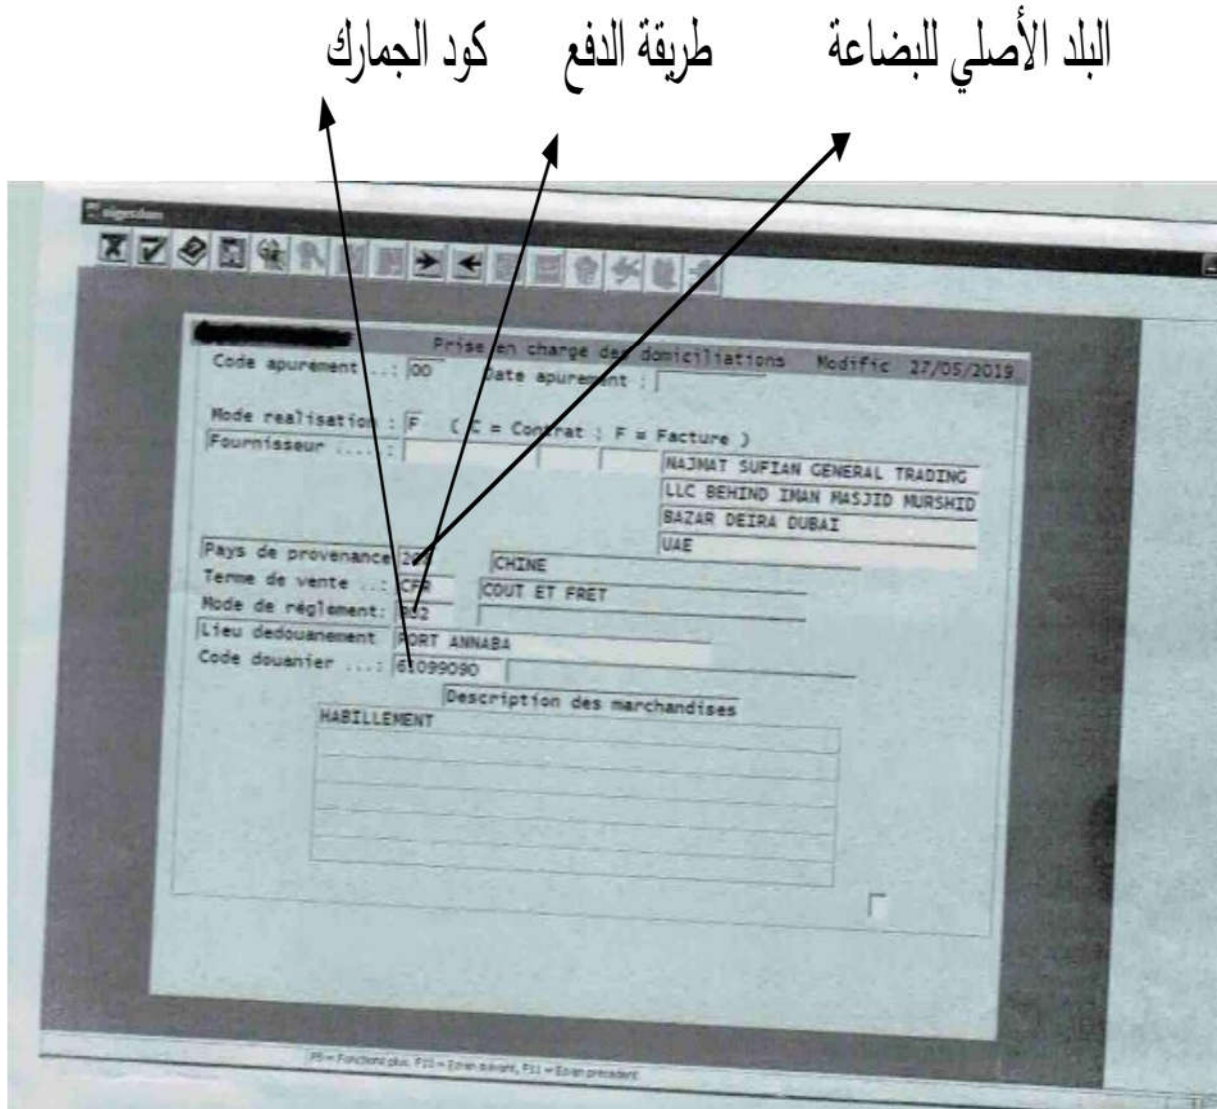 البلد الأصلي للبضاعة طريقة الدفع كود الجمارك
Prise en charge des domiciliations Modific 27/05/2019
Code apurement ..: 00 Date apurement :
Mode realisation : F ( C = Contrat ; F = Facture )
Fournisseur .... :
NAJMAT SUFIAN GENERAL TRADING
LLC BEHIND IMAN MASJID MURSHID
BAZAR DEIRA DUBAI
UAE
Pays de provenance CHINE
Terme de vente ..: CFR COUT ET FRET
Mode de réglement:
Lieu dedouanement PORT ANNABA
Code douanier ...: 61099090
Description des marchandises
HABILLEMENT